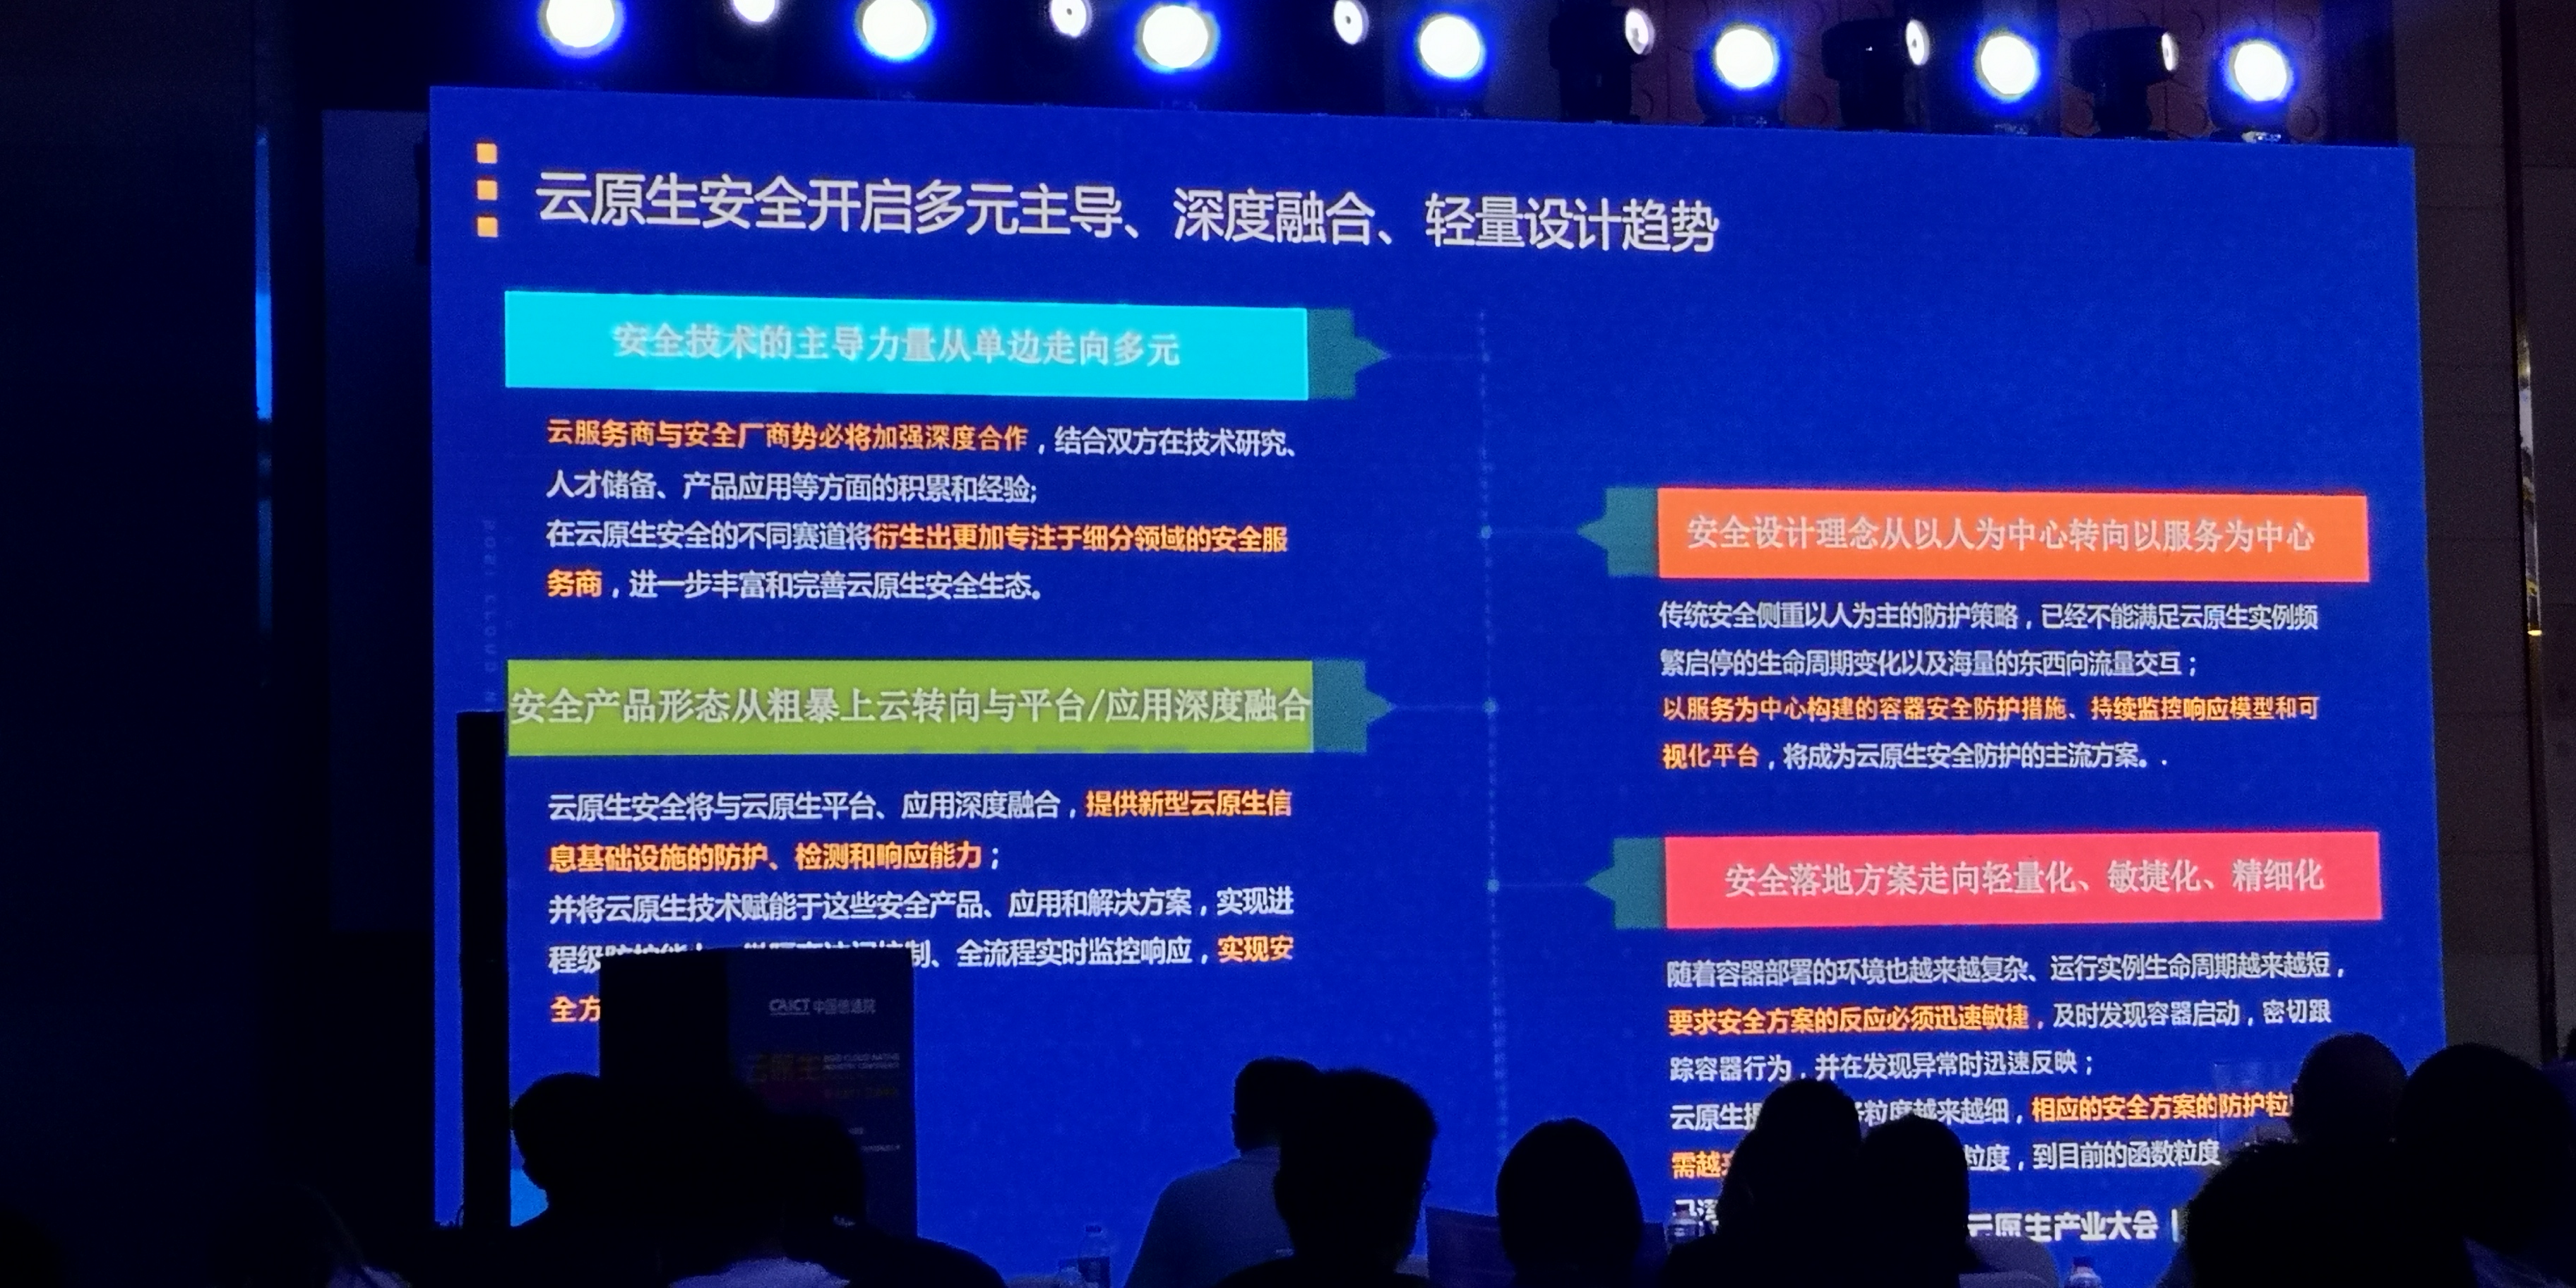 云原生安全开启多元主导、深度融合、轻量设计趋势
安全技术的主导力量从单边走向多元
云服务商与安全厂商势必将加强深度合作，结合双方在技术研究、
人才储备、产品应用等方面的积累和经验;
在云原生安全的不同赛道将衍生出更加专注于细分领域的安全服
务商，进一步丰富和完善云原生安全生态。
安全产品形态从粗暴上云转向与平台/应用深度融合
云原生安全将与云原生平台、应用深度融合，提供新型云原生信
息基础设施的防护、检测和响应能力；
并将云原生技术赋能于这些安全产品、应用和解决方案，实现进
程级 制、全流程实时监控响应，实现安
全方
安全设计理念从以人为中心转向以服务为中心
传统安全侧重以人为主的防护策略，已经不能满足云原生实例频
繁启停的生命周期变化以及海量的东西向流量交互；
以服务为中心构建的容器安全防护措施、持续监控响应模型和可
视化平台，将成为云原生安全防护的主流方案。.
安全落地方案走向轻量化、敏捷化、精细化
随着容器部署的环境也越来越复杂、运行实例生命周期越来越短，
要求安全方案的反应必须迅速敏捷，及时发现容器启动，密切跟
踪容器行为，并在发现异常时迅速反映；
云原生 粒度越来越细，相应的安全方案的防护粒
需越 粒度，到目前的函数粒度
云原生产业大会
CAICT 中国信通院
云原生